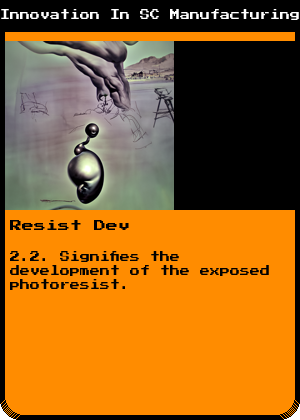 Innovation In SC Manufacturing
Resist Dev
2.2. Signifies the
development of the exposed
photoresist.